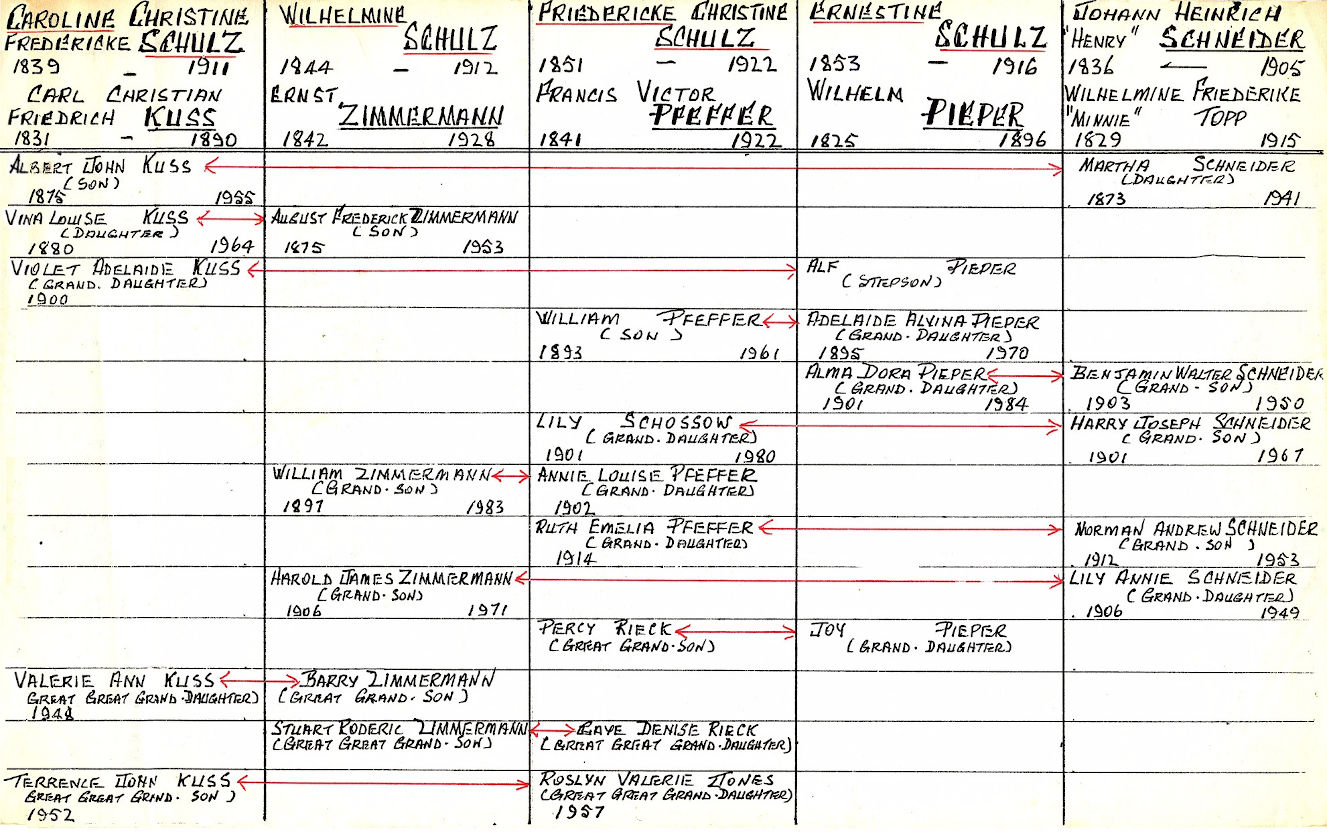 CAROLINE CHRISTINE
FREDERICKE SCHULZ
1839 - 1911
CARL CHRISTIAN
FRIEDRICH KUSS
1831 - 1890
WILHELMINE
SCHULZ
1844 - 1912
ERNST
ZIMMERMANN
1842 1928
FRIEDERICKE CHRISTINE
SCHULZ
1851 - 1922
FRANCIS VICTOR
PFEFFER
1841 1922
ERNESTINE
SCHULZ
1853 - 1916
WILHELM
PIEPER
1825 1896
JOHANN HEINRICH
"HENRY" SCHNEIDER
1836 - 1905
WILHELMINE FRIEDERIKE
"MINNIE" TOPP
1829 1915
ALBERT JOHN KUSS
(SON)
1875 1955
MARTHA SCHNEIDER
(DAUGHTER)
1873 1941
VINA LOUISE KUSS
(DAUGHTER)
1880 1964
AUGUST FREDERICK ZIMMERMANN
(SON)
1875 1953
VIOLET ADELAIDE KUSS
(GRAND. DAUGHTER)
1900
ALF PIEPER
(STEPSON)
WILLIAM PFEFFER
(SON)
1893 1961
ADELAIDE ALVINA PIEPER
(GRAND. DAUGHTER)
1895 1970
ALMA DORA PIEPER
(GRAND. DAUGHTER)
1901 1984
BENJAMIN WALTER SCHNEIDER
(GRAND - SON)
1903 1950
LILY SCHOSSOW
(GRAND. DAUGHTER)
1901 1980
HARRY JOSEPH SCHNEIDER
(GRAND. SON)
1901 1967
WILLIAM ZIMMERMANN
(GRAND. SON)
1897 1983
ANNIE LOUISE PFEFFER
(GRAND. DAUGHTER)
1902
RUTH EMELIA PFEFFER
(GRAND. DAUGHTER)
1914
NORMAN ANDREW SCHNEIDER
(GRAND . SON)
1912 1953
HAROLD JAMES ZIMMERMANN
(GRAND. SON)
1906 1971
LILY ANNIE SCHNEIDER
(GRAND. DAUGHTER)
1906 1949
PERCY RIECK
(GREAT GRAND. SON)
JOY PIEPER
(GRAND. DAUGHTER)
VALERIE ANN KUSS
GREAT GREAT GRAND. DAUGHTER)
1948
BARRY ZIMMERMANN
(GREAT GRAND. SON)
STUART RODERIC ZIMMERMANN
(GREAT GREAT GRAND. SON)
GAYE DENISE RIECK
(GREAT GREAT GRAND. DAUGHTER)
TERRENCE JOHN KUSS
GREAT GREAT GRND. SON)
1952
ROSLYN VALERIE JONES
(GREAT GREAT GRAND. DAUGHTER)
1957